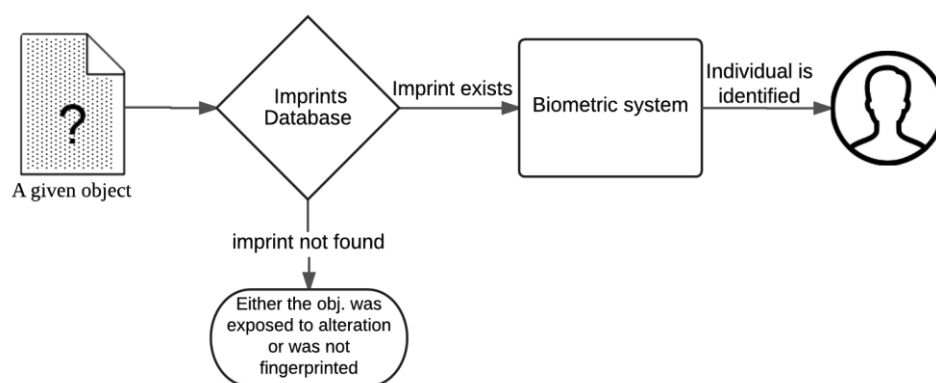 ?
A given object
Imprints
Database
Imprint exists
Biometric system
Individual is
identified
imprint not found
Either the obj. was
exposed to alteration
or was not
fingerprinted